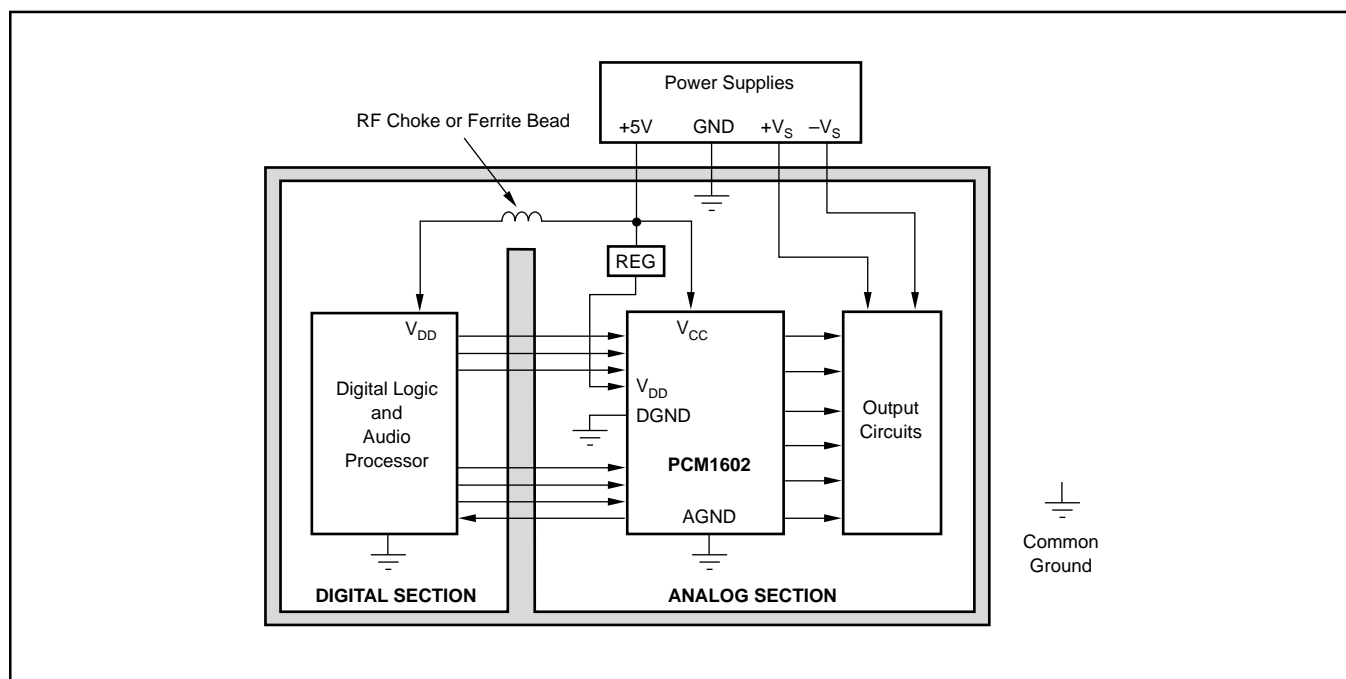 Power Supplies
+5V GND +VS –VS
RF Choke or Ferrite Bead
REG
VDD
Digital Logic
and
Audio
Processor
VCC
VDD
DGND
PCM1602
AGND
Output
Circuits
Common
Ground
DIGITAL SECTION
ANALOG SECTION